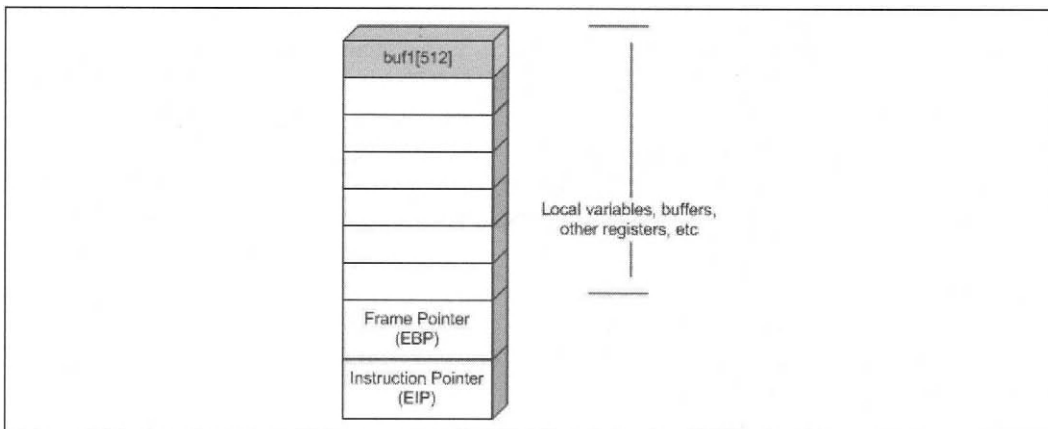 buf1[512]
Local variables, buffers,
other registers, etc
Frame Pointer
(EBP)
Instruction Pointer
(EIP)